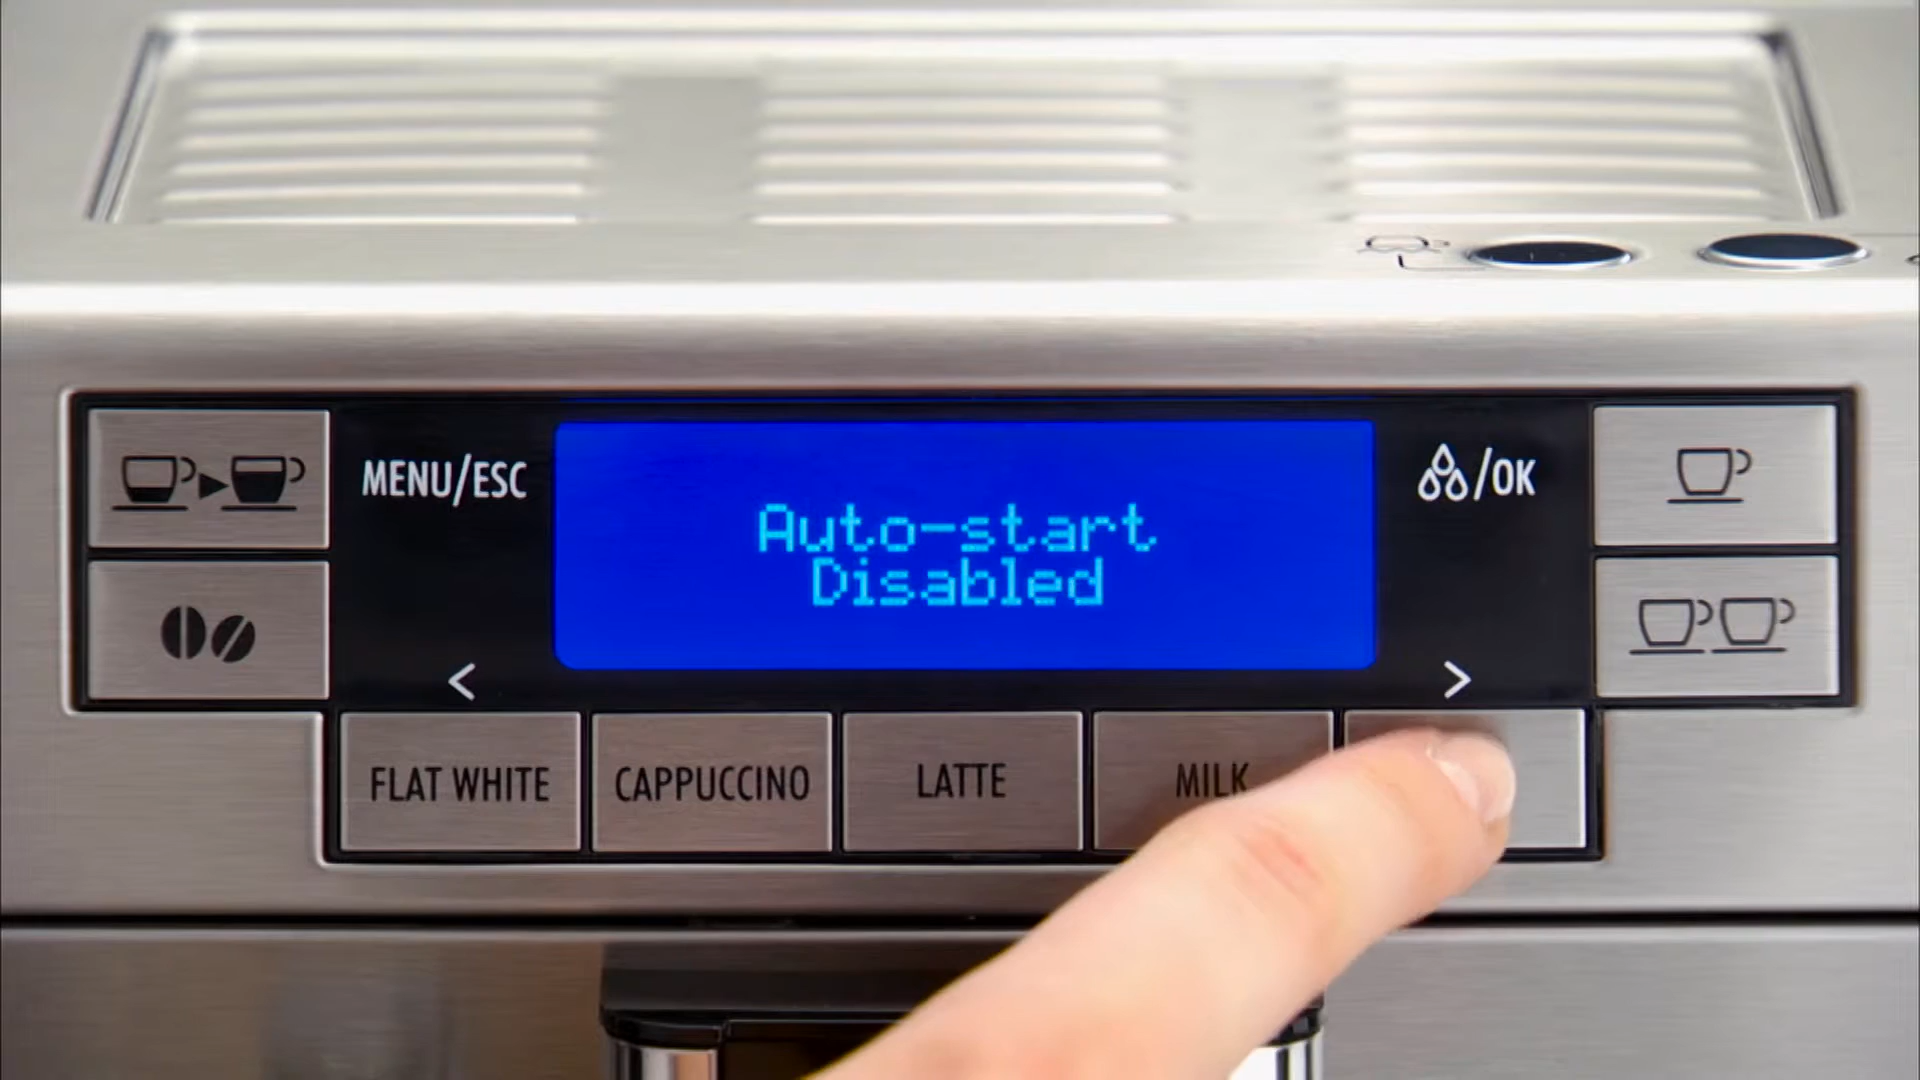 MENU/ESC
Auto-start
Disabled
/OK
<
>
FLAT WHITE
CAPPUCCINO
LATTE
MILK